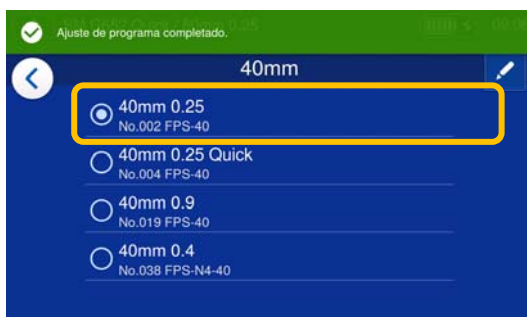 Ajuste de programa completado.
40mm
40mm 0.25
No.002 FPS-40
40mm 0.25 Quick
No.004 FPS-40
40mm 0.9
No.019 FPS-40
40mm 0.4
No.038 FPS-N4-40